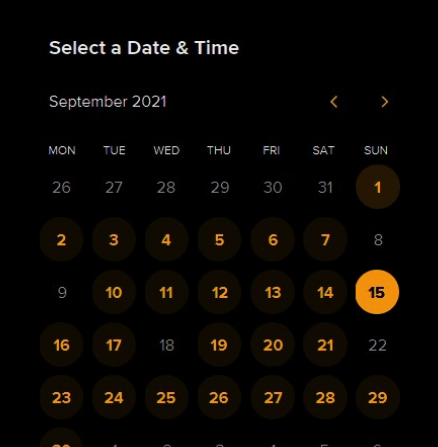 Select a Date & Time
September 2021
MON TUE WED THU FRI SAT SUN
26 27 28 29 30 31 1
2 3 4 5 6 7 8
9 10 11 12 13 14 15
16 17 18 19 20 21 22
23 24 25 26 27 28 29